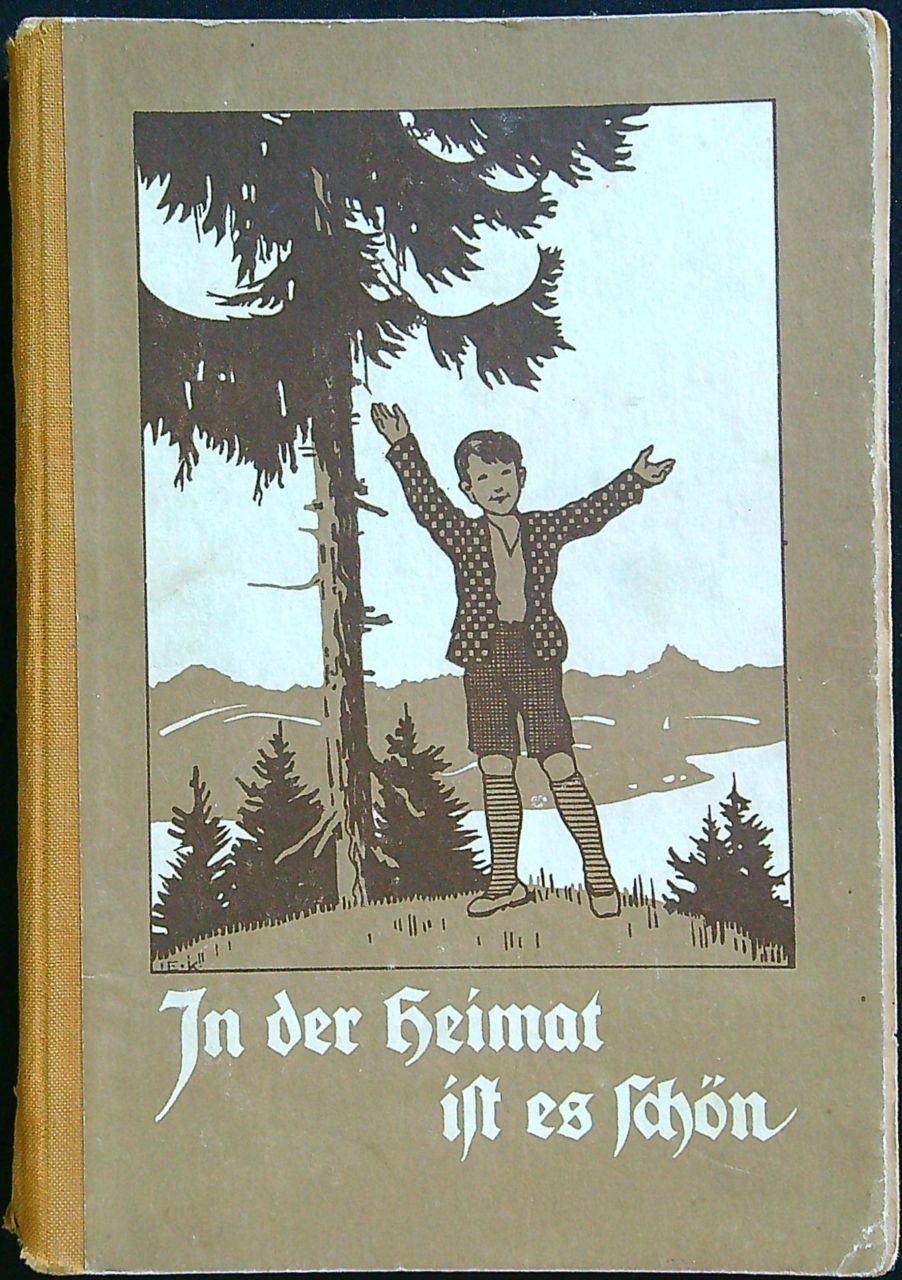 In der Heimat
ist es schön